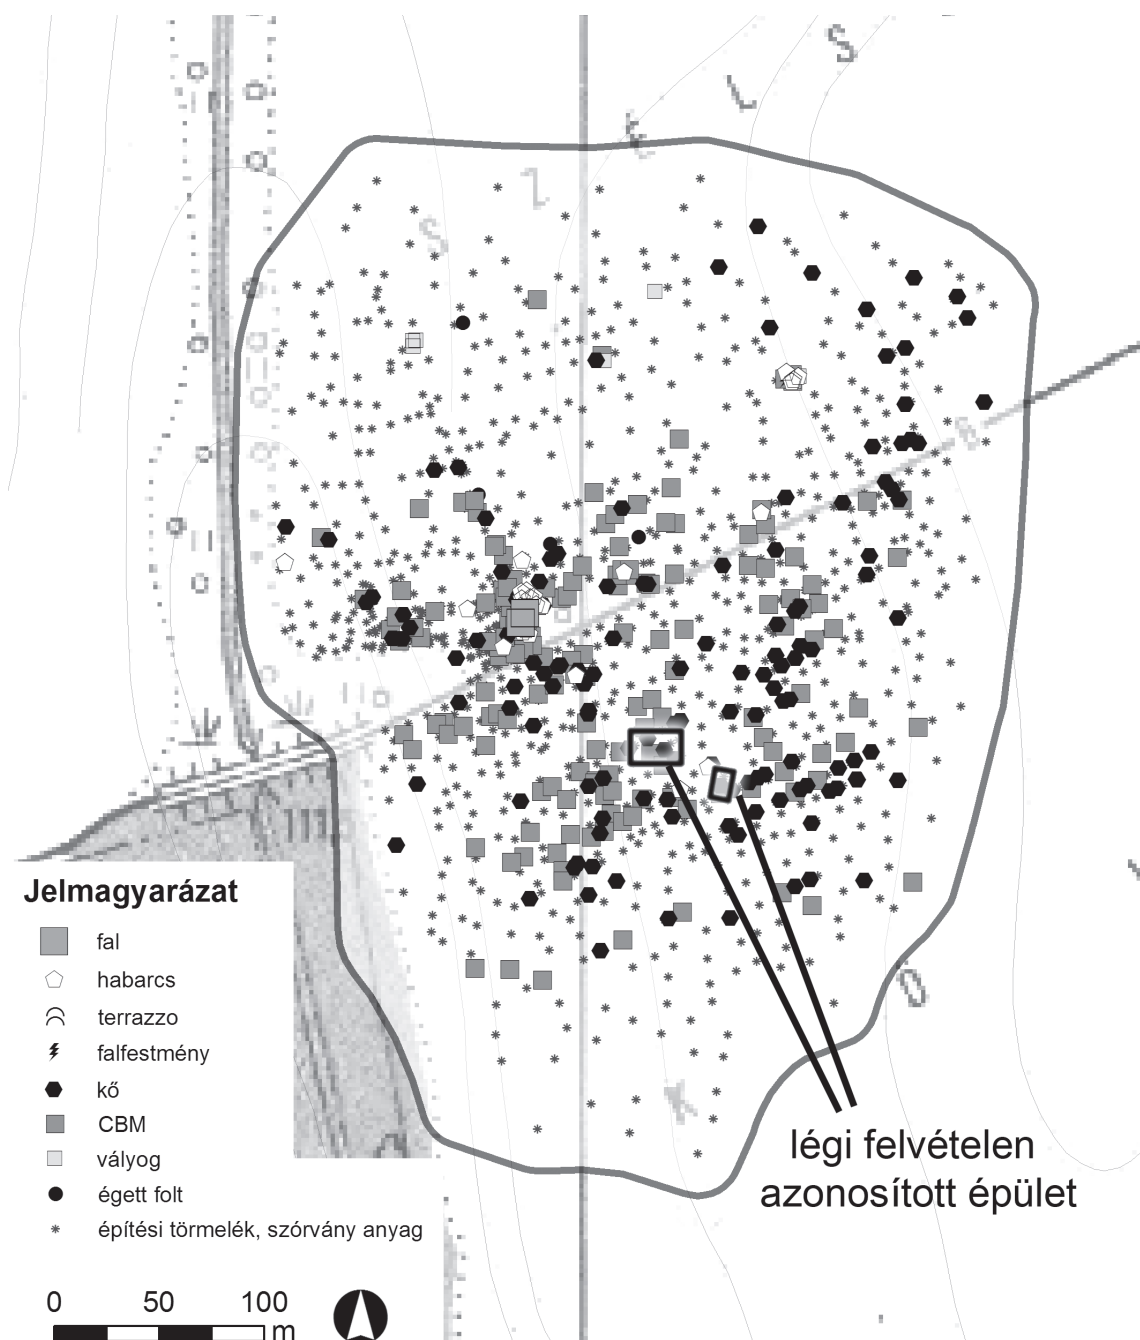 Jelmagyarázat
fal
habarcs
terrazzo
falfestmény
kő
CBM
vályog
égett folt
építési törmelék, szórvány anyag
0 50 100
m
légi felvételen
azonosított épület